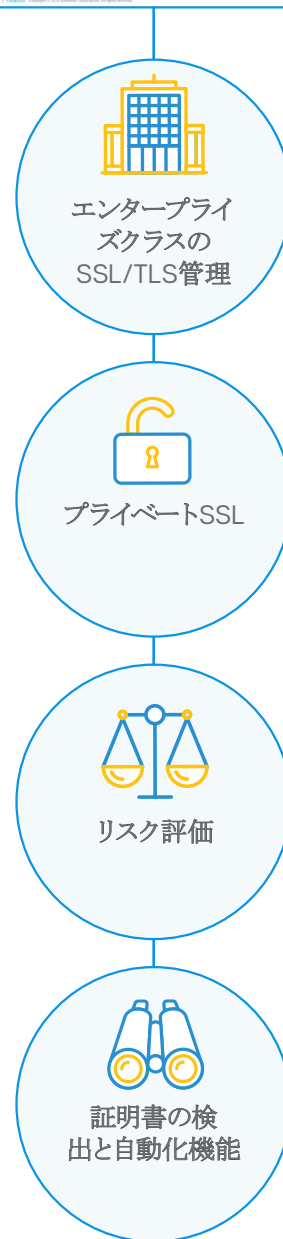 エンタープライ
ズクラスの
SSL/TLS管理
プライベートSSL
リスク評価
証明書の検
出と自動化機能